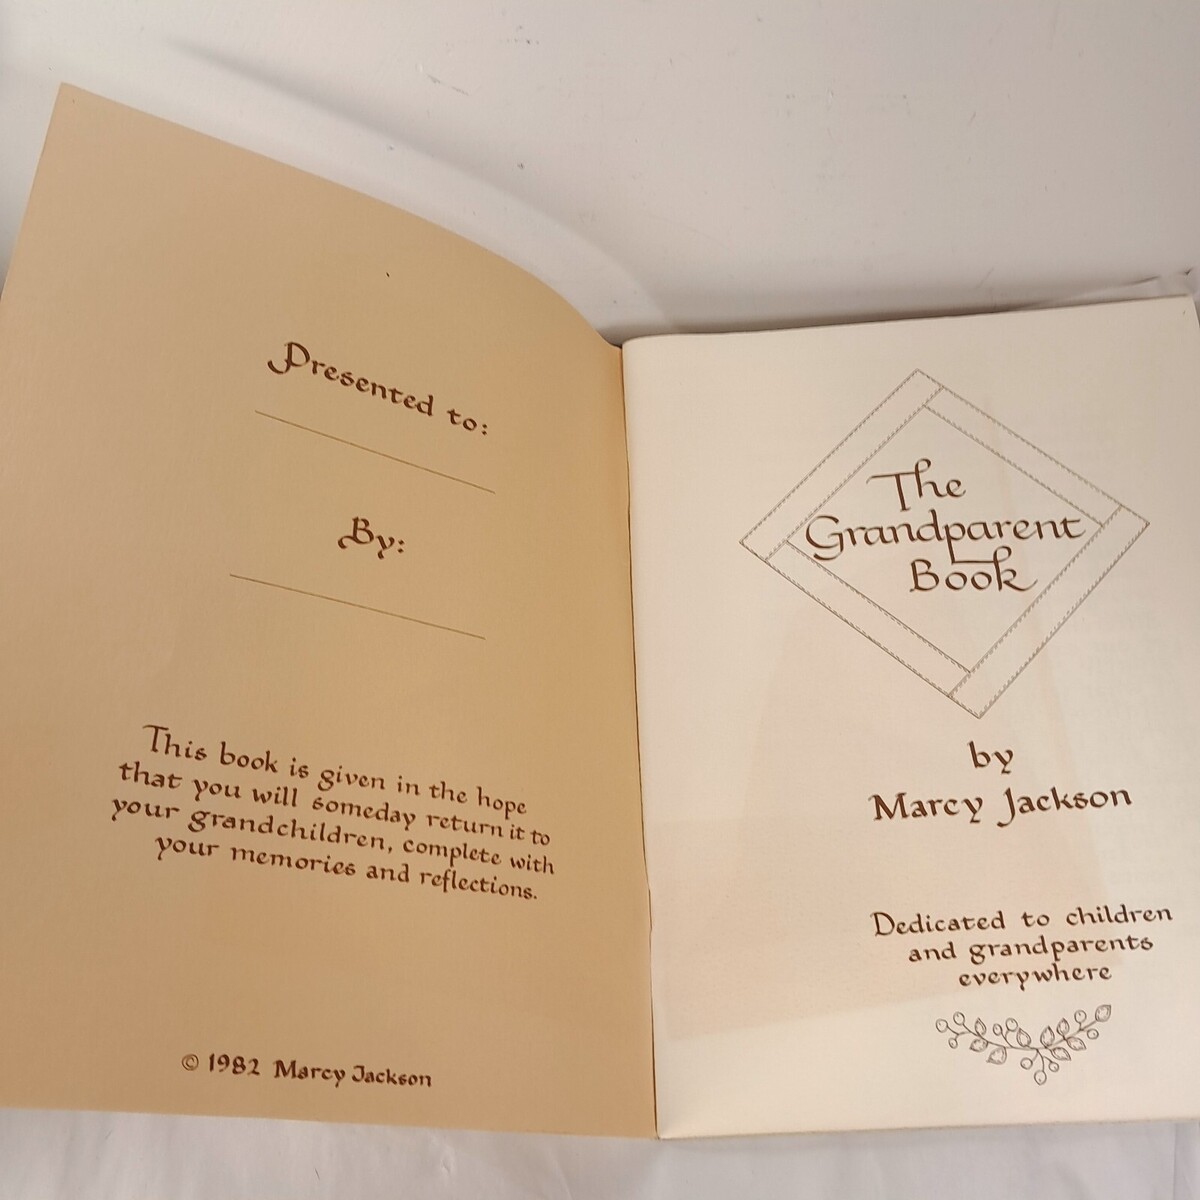 Presented to:
By:
This book is given in the hope
that you will someday return it to
your grandchildren, complete with
your memories and reflections.
© 1982 Marcy Jackson
The
Grandparent
Book
by
Marcy Jackson
Dedicated to children
and grandparents
everywhere